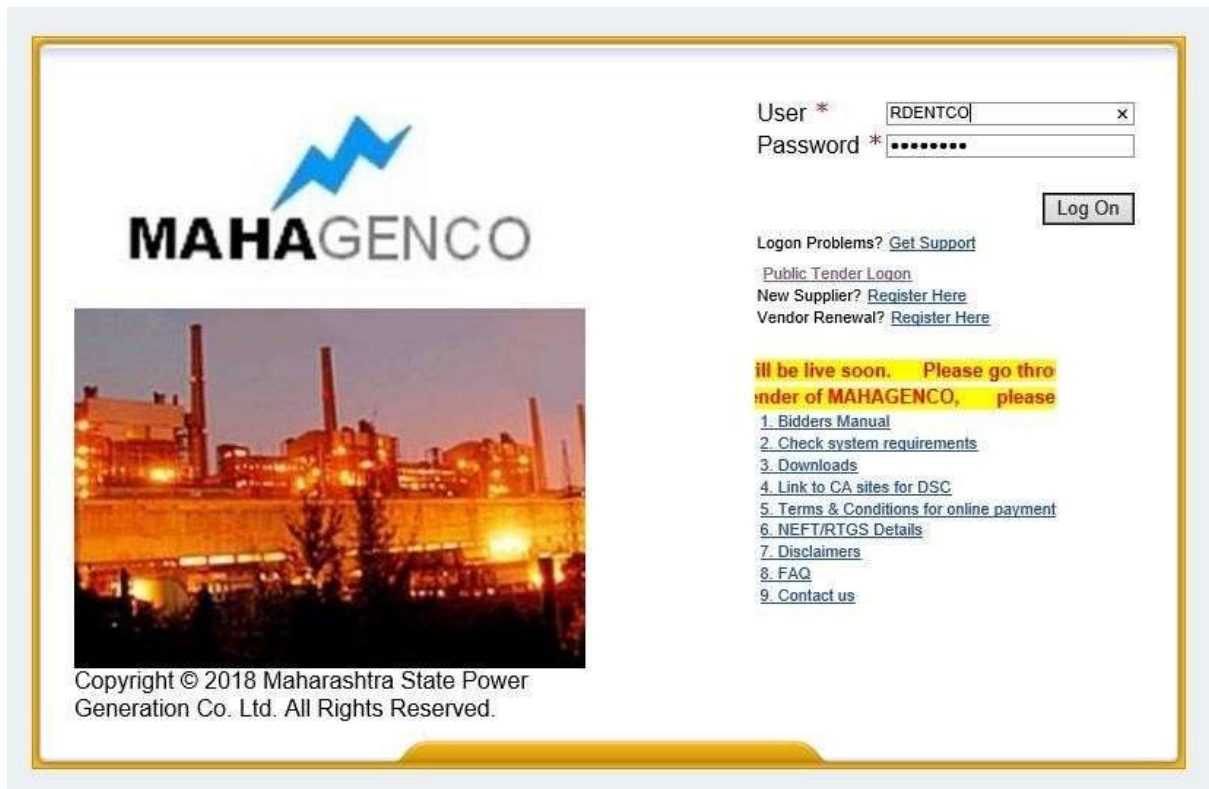 MAHAGENCO
Copyright © 2018 Maharashtra State Power
Generation Co. Ltd. All Rights Reserved.
User *
RDENTCO
×
Password *
••••••••
Log On
Logon Problems? Get Support
Public Tender Logon
New Supplier? Register Here
Vendor Renewal? Register Here
ill be live soon. Please go thro
ender of MAHAGENCO, please
1. Bidders Manual
2. Check system requirements
3. Downloads
4. Link to CA sites for DSC
5. Terms & Conditions for online payment
6. NEFT/RTGS Details
7. Disclaimers
8. FAQ
9. Contact us